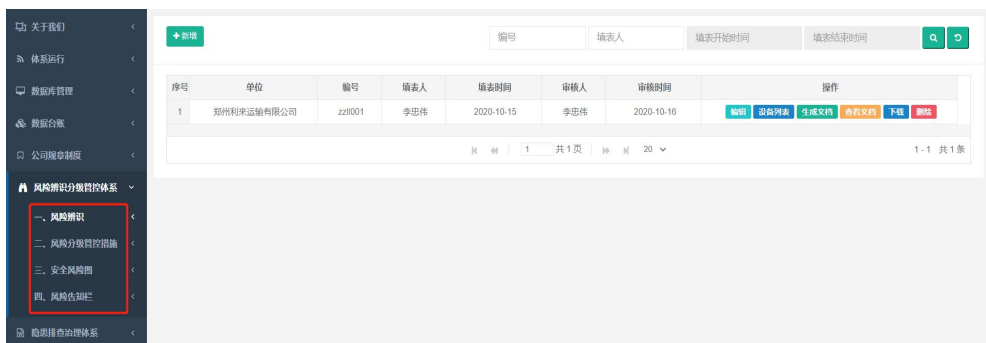 关于我们
体系运行
数据库管理
数据台账
公司规章制度
风险辨识分级管控体系
一、风险辨识
二、风险分级管控措施
三、安全风险图
四、风险告知栏
隐患排查治理体系
+新增 编号 填表人 填表开始时间 填表结束时间
序号 单位 编号 填表人 填表时间 审核人 审核时间 操作
1 郑州利来运输有限公司 zzll001 李忠伟 2020-10-15 李忠伟 2020-10-16 编辑 设备列表 生成文档 查看文档 下载 删除
1 共1页 20 1-1 共1条